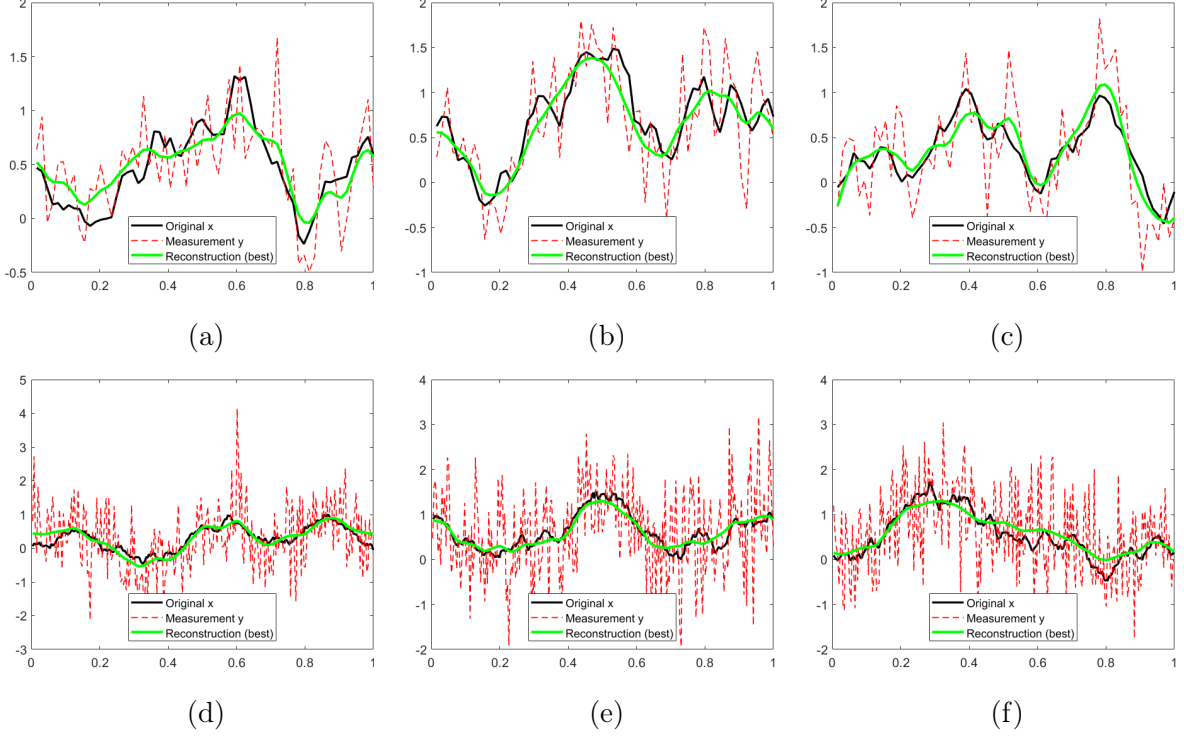 2
1.5
1
0.5
0
-0.5
0 0.2 0.4 0.6 0.8 1
Original x
Measurement y
Reconstruction (best)
(a)
2
1.5
1
0.5
0
-0.5
-1
0 0.2 0.4 0.6 0.8 1
Original x
Measurement y
Reconstruction (best)
(b)
2
1.5
1
0.5
0
-0.5
-1
0 0.2 0.4 0.6 0.8 1
Original x
Measurement y
Reconstruction (best)
(c)
5
4
3
2
1
0
-1
-2
-3
0 0.2 0.4 0.6 0.8 1
Original x
Measurement y
Reconstruction (best)
(d)
4
3
2
1
0
-1
-2
0 0.2 0.4 0.6 0.8 1
Original x
Measurement y
Reconstruction (best)
(e)
4
3
2
1
0
-1
-2
0 0.2 0.4 0.6 0.8 1
Original x
Measurement y
Reconstruction (best)
(f)